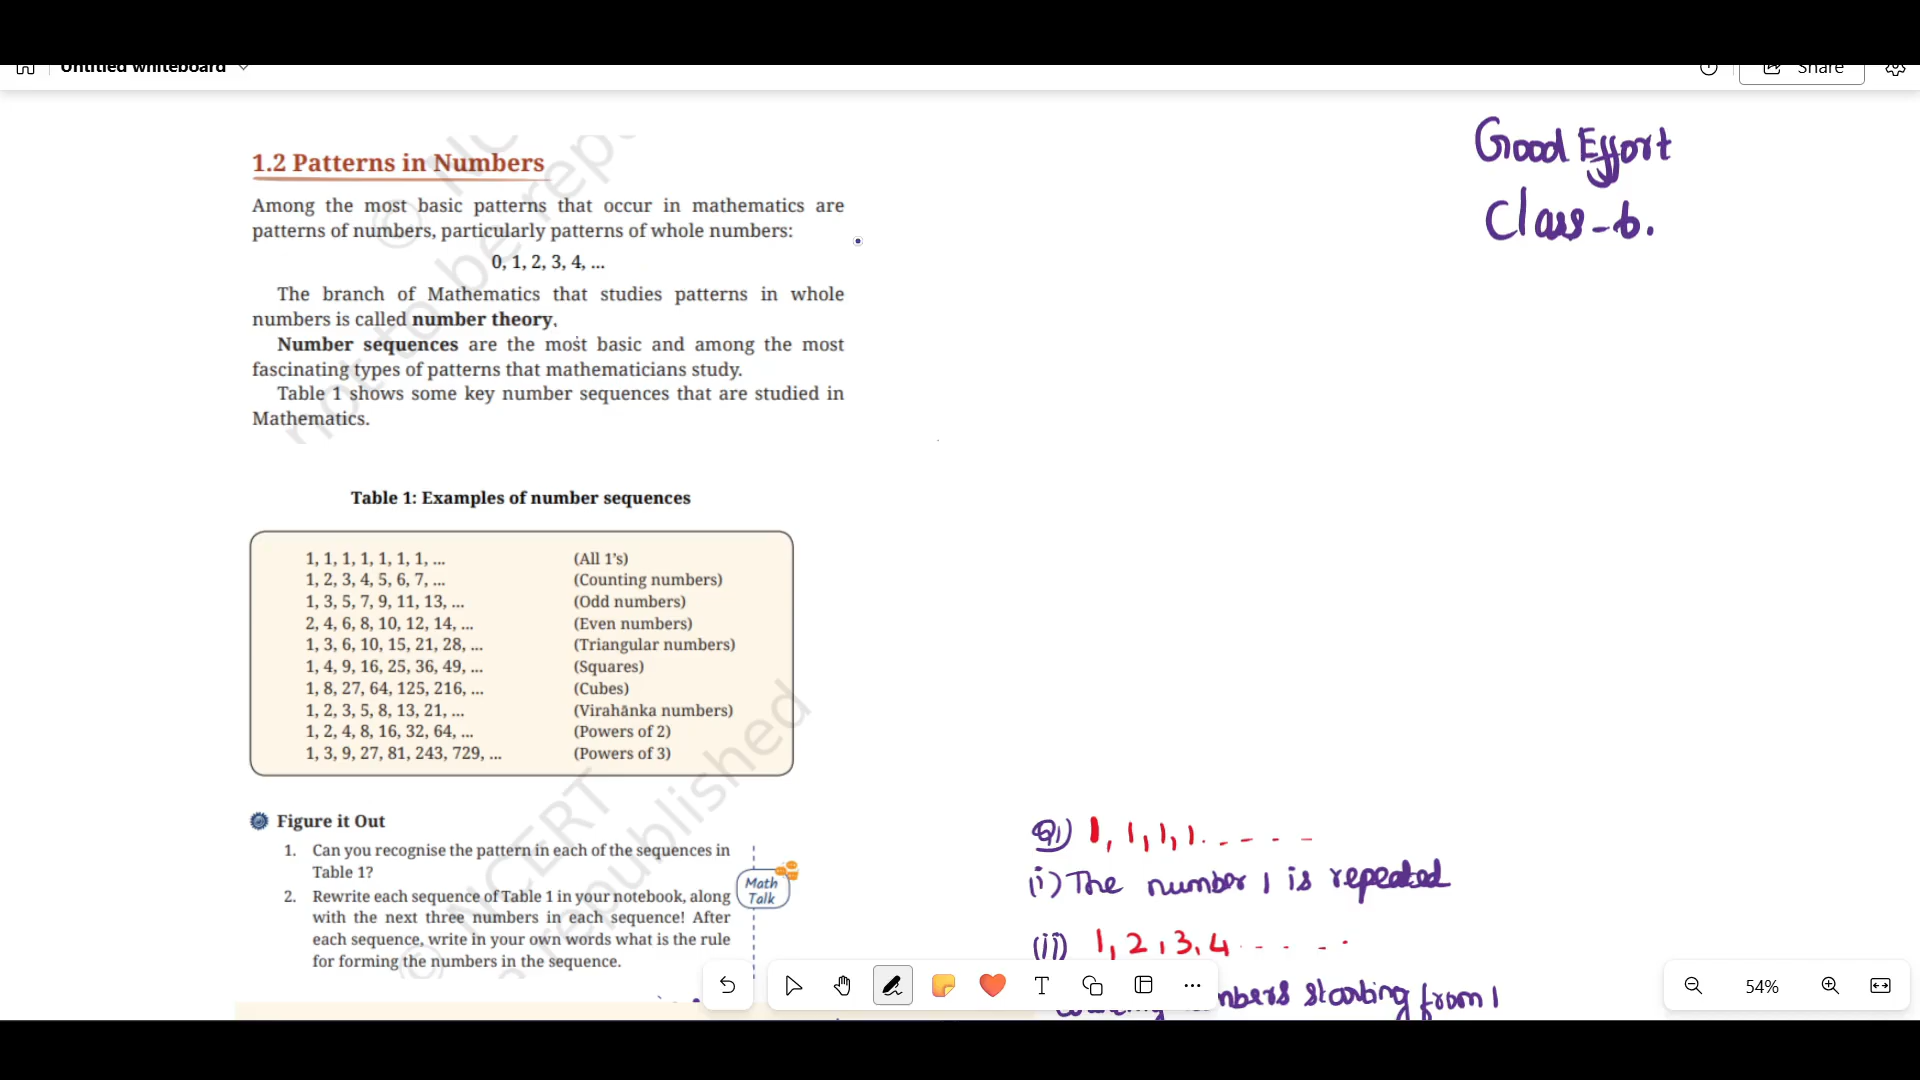 Untitled whiteboard
Share
Good Effort
Class-6.
1.2 Patterns in Numbers
Among the most basic patterns that occur in mathematics are
patterns of numbers, particularly patterns of whole numbers:
0, 1, 2, 3, 4, ...
The branch of Mathematics that studies patterns in whole
numbers is called number theory.
Number sequences are the most basic and among the most
fascinating types of patterns that mathematicians study.
Table 1 shows some key number sequences that are studied in
Mathematics.
Table 1: Examples of number sequences
1, 1, 1, 1, 1, 1, 1, ... (All 1's)
1, 2, 3, 4, 5, 6, 7, ... (Counting numbers)
1, 3, 5, 7, 9, 11, 13, ... (Odd numbers)
2, 4, 6, 8, 10, 12, 14, ... (Even numbers)
1, 3, 6, 10, 15, 21, 28, ... (Triangular numbers)
1, 4, 9, 16, 25, 36, 49, ... (Squares)
1, 8, 27, 64, 125, 216, ... (Cubes)
1, 2, 3, 5, 8, 13, 21, ... (Virahānka numbers)
1, 2, 4, 8, 16, 32, 64, ... (Powers of 2)
1, 3, 9, 27, 81, 243, 729, ... (Powers of 3)
Figure it Out
1. Can you recognise the pattern in each of the sequences in
Table 1?
2. Rewrite each sequence of Table 1 in your notebook, along
with the next three numbers in each sequence! After
each sequence, write in your own words what is the rule
for forming the numbers in the sequence.
Math
Talk
Q1) 1, 1, 1, 1. . - - - -
(i) The number 1 is repeated
(ii) 1, 2, 3, 4 - - - - -
starting from 1
© NCERT
not to be republished
54%